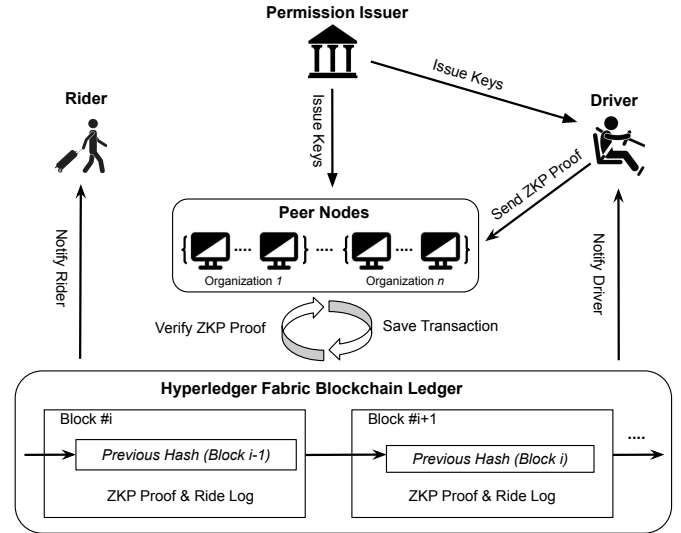 Permission Issuer
Issue Keys
Issue Keys
Rider
Driver
Send ZKP Proof
Peer Nodes
{ .... } .... { .... }
Organization 1
Organization n
Notify Rider
Notify Driver
Verify ZKP Proof
Save Transaction
Hyperledger Fabric Blockchain Ledger
Block #i
Block #i+1
....
Previous Hash (Block i-1)
Previous Hash (Block i)
ZKP Proof & Ride Log
ZKP Proof & Ride Log